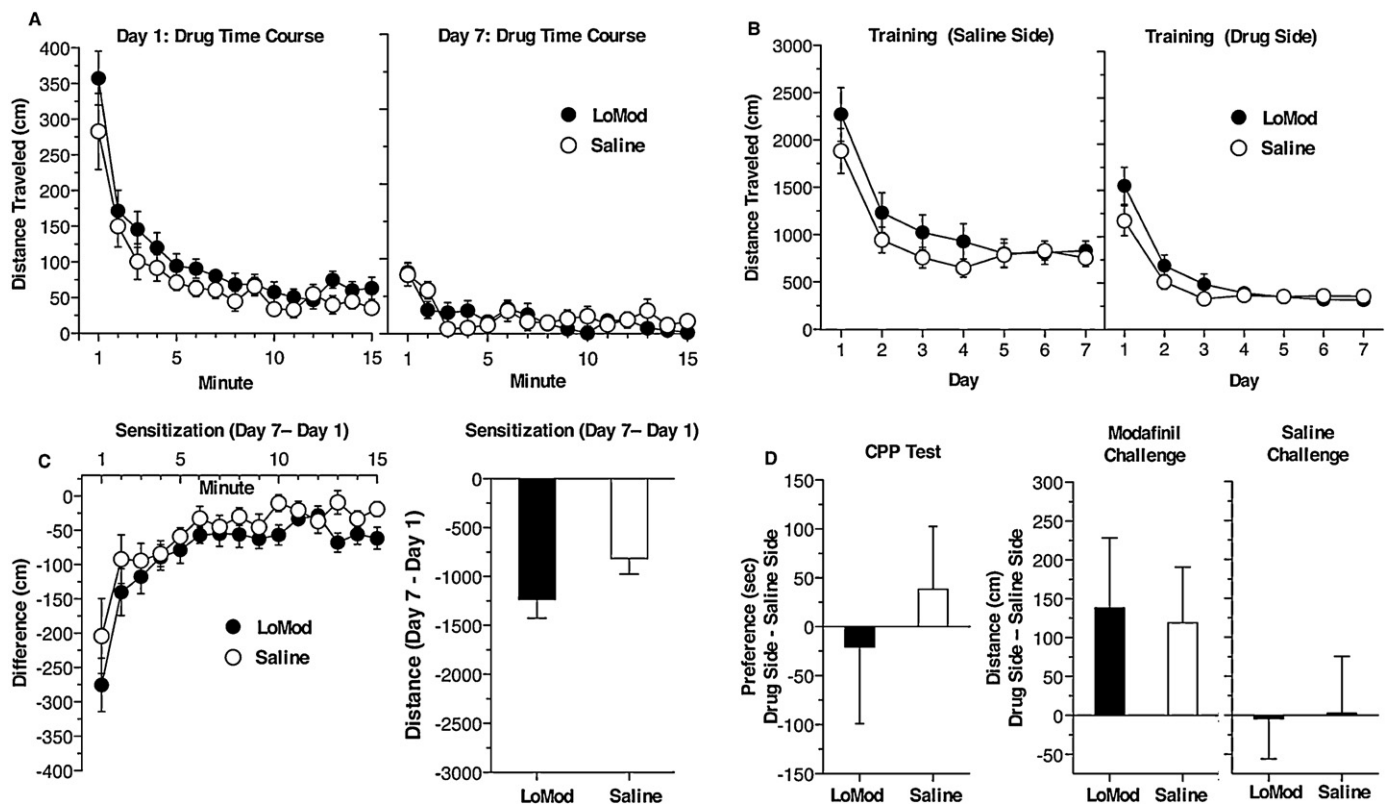 A
Day 1: Drug Time Course
Day 7: Drug Time Course
Distance Traveled (cm)
400
350
300
250
200
150
100
50
0
LoMod
Saline
1 5 10 15
1 5 10 15
Minute
Minute
B
Training (Saline Side)
Training (Drug Side)
Distance Traveled (cm)
3000
2500
2000
1500
1000
500
0
LoMod
Saline
1 2 3 4 5 6 7
1 2 3 4 5 6 7
Day
Day
C
Sensitization (Day 7– Day 1)
1 5 10 15
Minute
Difference (cm)
0
-50
-100
-150
-200
-250
-300
-350
-400
LoMod
Saline
Sensitization (Day 7– Day 1)
Distance (Day 7 - Day 1)
0
-500
-1000
-1500
-2000
-2500
-3000
LoMod Saline
D
CPP Test
Preference (sec)
Drug Side - Saline Side
150
100
50
0
-50
-100
-150
LoMod Saline
Modafinil
Challenge
Saline
Challenge
Distance (cm)
Drug Side – Saline Side
300
250
200
150
100
50
0
-50
LoMod Saline
LoMod Saline